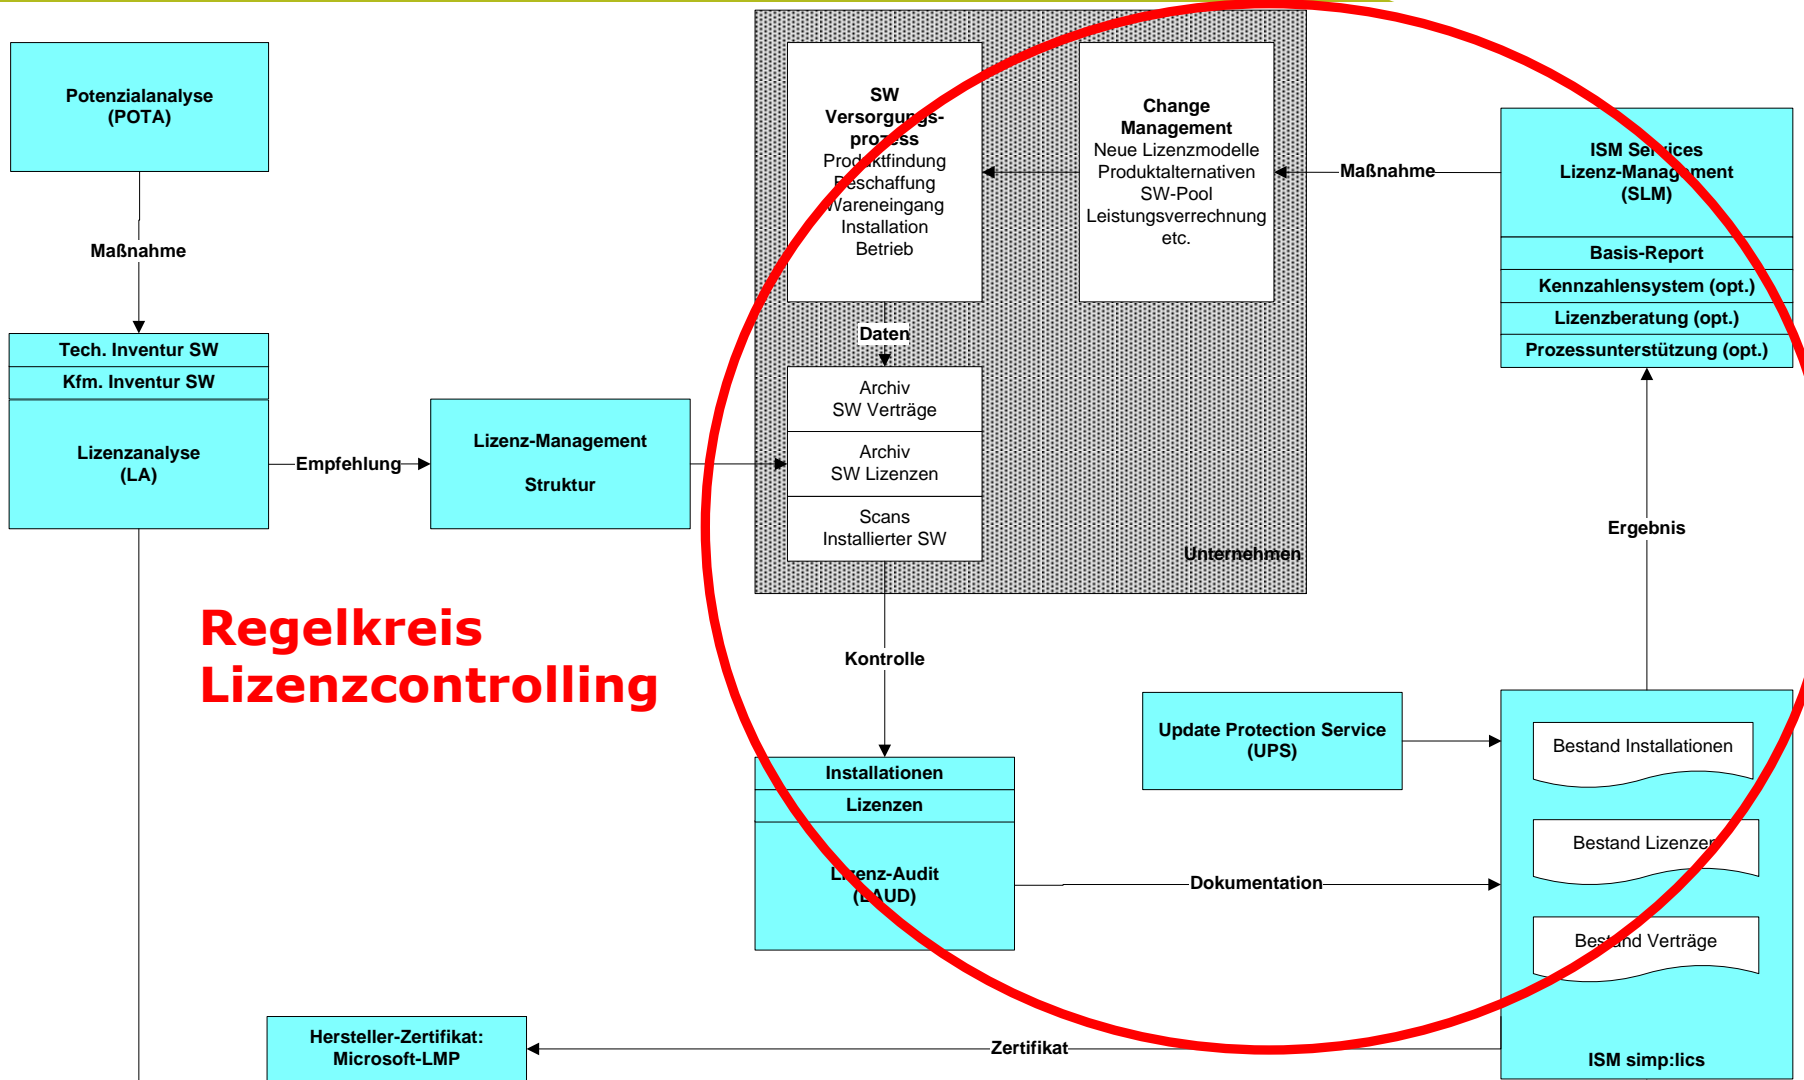 Potenzialanalyse
(POTA)
Maßnahme
Tech. Inventur SW
Kfm. Inventur SW
Lizenzanalyse
(LA)
Empfehlung
Lizenz-Management
Struktur
SW
Versorgungs-
prozess
Produktfindung
Beschaffung
Wareneingang
Installation
Betrieb
Change
Management
Neue Lizenzmodelle
Produktalternativen
SW-Pool
Leistungsverrechnung
etc.
Maßnahme
ISM Services
Lizenz-Management
(SLM)
Basis-Report
Kennzahlensystem (opt.)
Lizenzberatung (opt.)
Prozessunterstützung (opt.)
Daten
Archiv
SW Verträge
Archiv
SW Lizenzen
Scans
Installierter SW
Unternehmen
Ergebnis
Regelkreis
Lizenzcontrolling
Kontrolle
Installationen
Lizenzen
Lizenz-Audit
(LAUD)
Update Protection Service
(UPS)
Dokumentation
Bestand Installationen
Bestand Lizenzen
Bestand Verträge
ISM simp:lics
Zertifikat
Hersteller-Zertifikat:
Microsoft-LMP